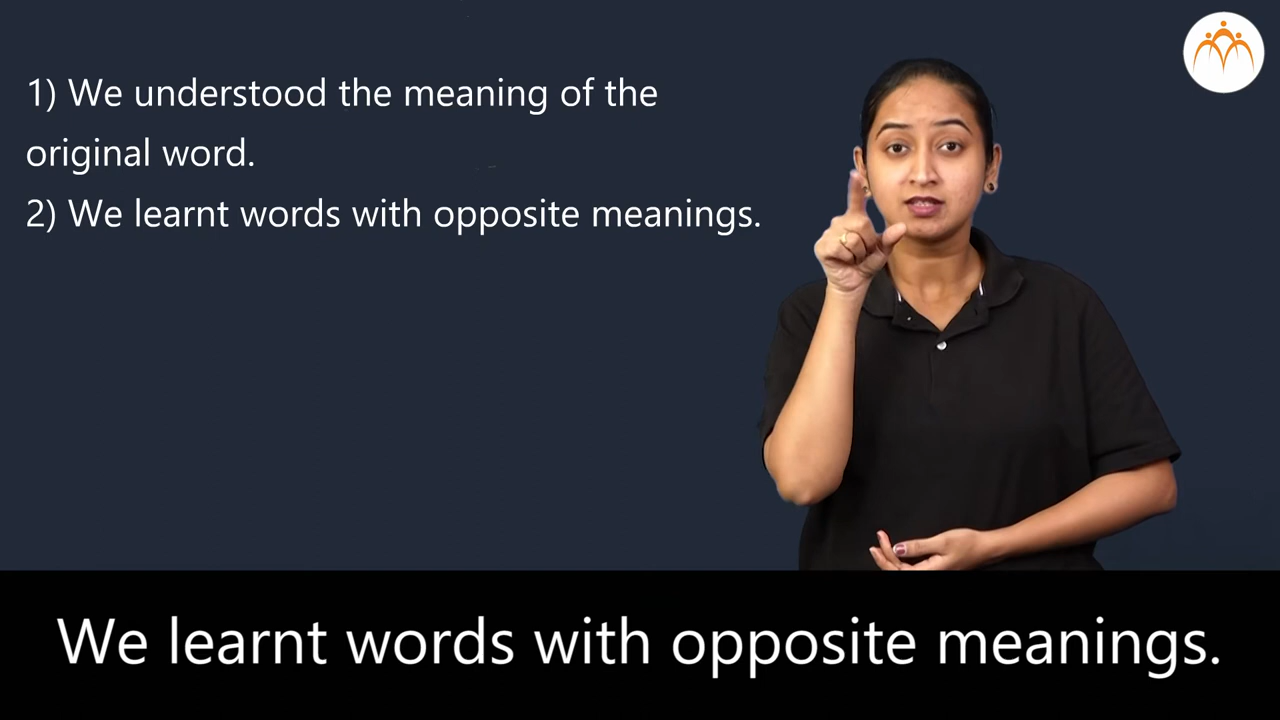 1) We understood the meaning of the
original word.
2) We learnt words with opposite meanings.
We learnt words with opposite meanings.